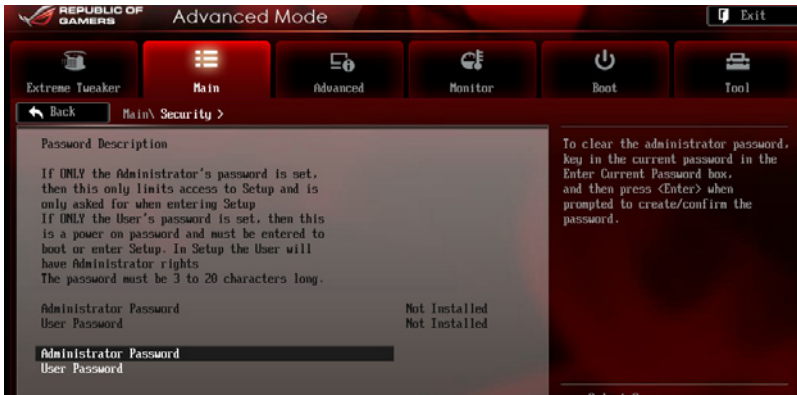 REPUBLIC OF
GAMERS
Advanced Mode
Exit
Extreme Tweaker
Main
Advanced
Monitor
Boot
Tool
Back
Main\ Security >
Password Description
If ONLY the Administrator's password is set,
then this only limits access to Setup and is
only asked for when entering Setup
If ONLY the User's password is set, then this
is a power on password and must be entered to
boot or enter Setup. In Setup the User will
have Administrator rights
The password must be 3 to 20 characters long.
Administrator Password Not Installed
User Password Not Installed
Administrator Password
User Password
To clear the administrator password,
key in the current password in the
Enter Current Password box,
and then press <Enter> when
prompted to create/confirm the
password.